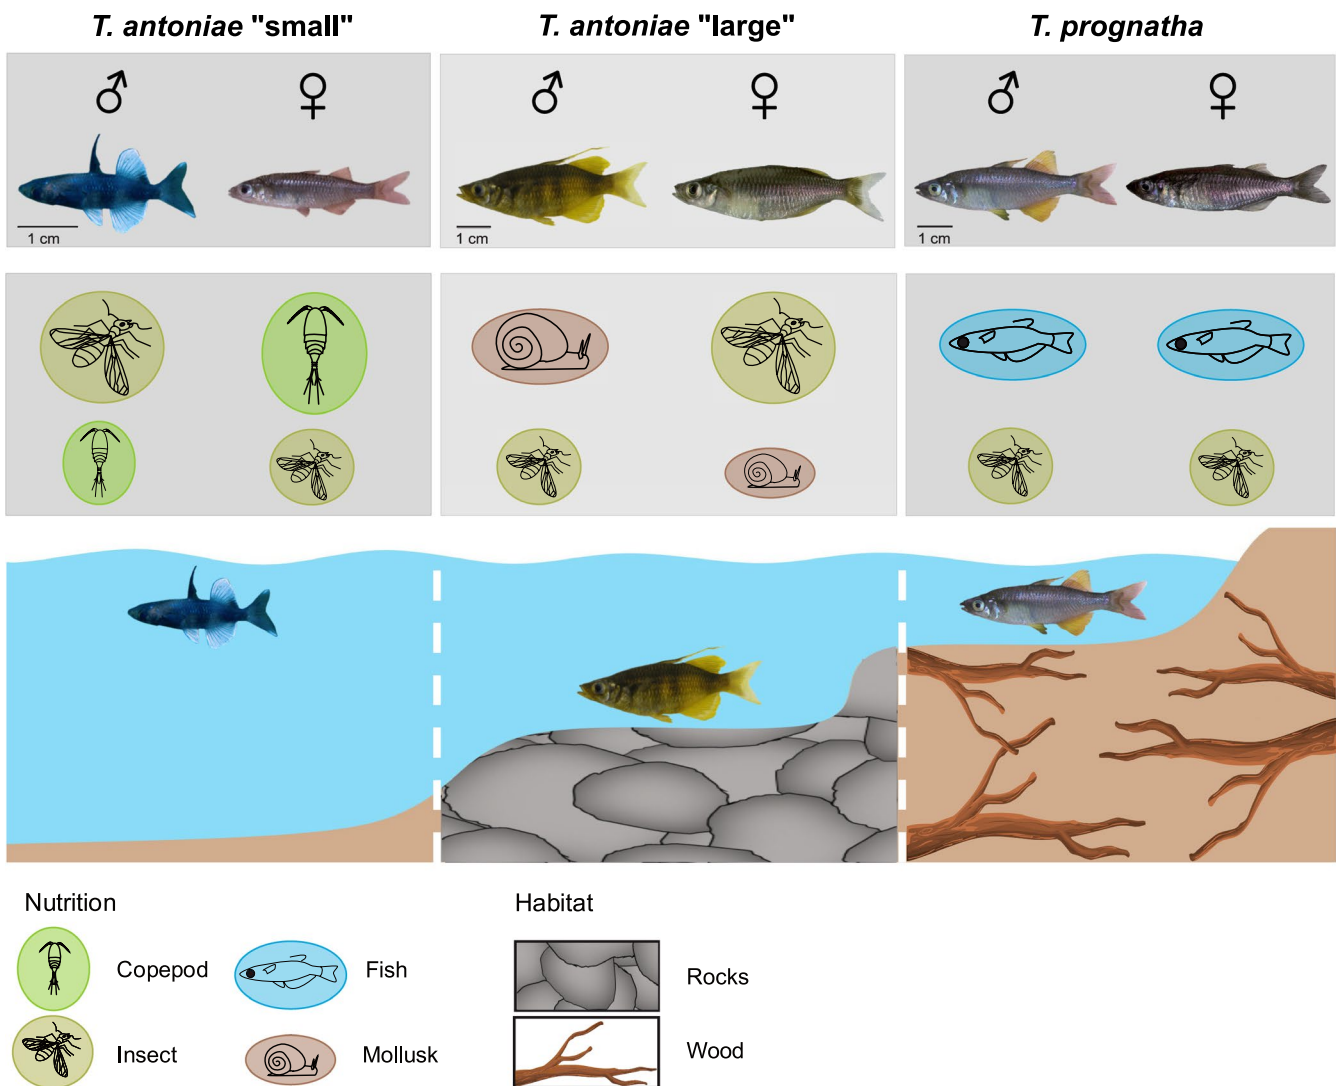 T. antoniae "small"
T. antoniae "large"
T. prognatha
♂ ♀
♂ ♀
♂ ♀
1 cm
1 cm
1 cm
Nutrition
Copepod
Fish
Insect
Mollusk
Habitat
Rocks
Wood